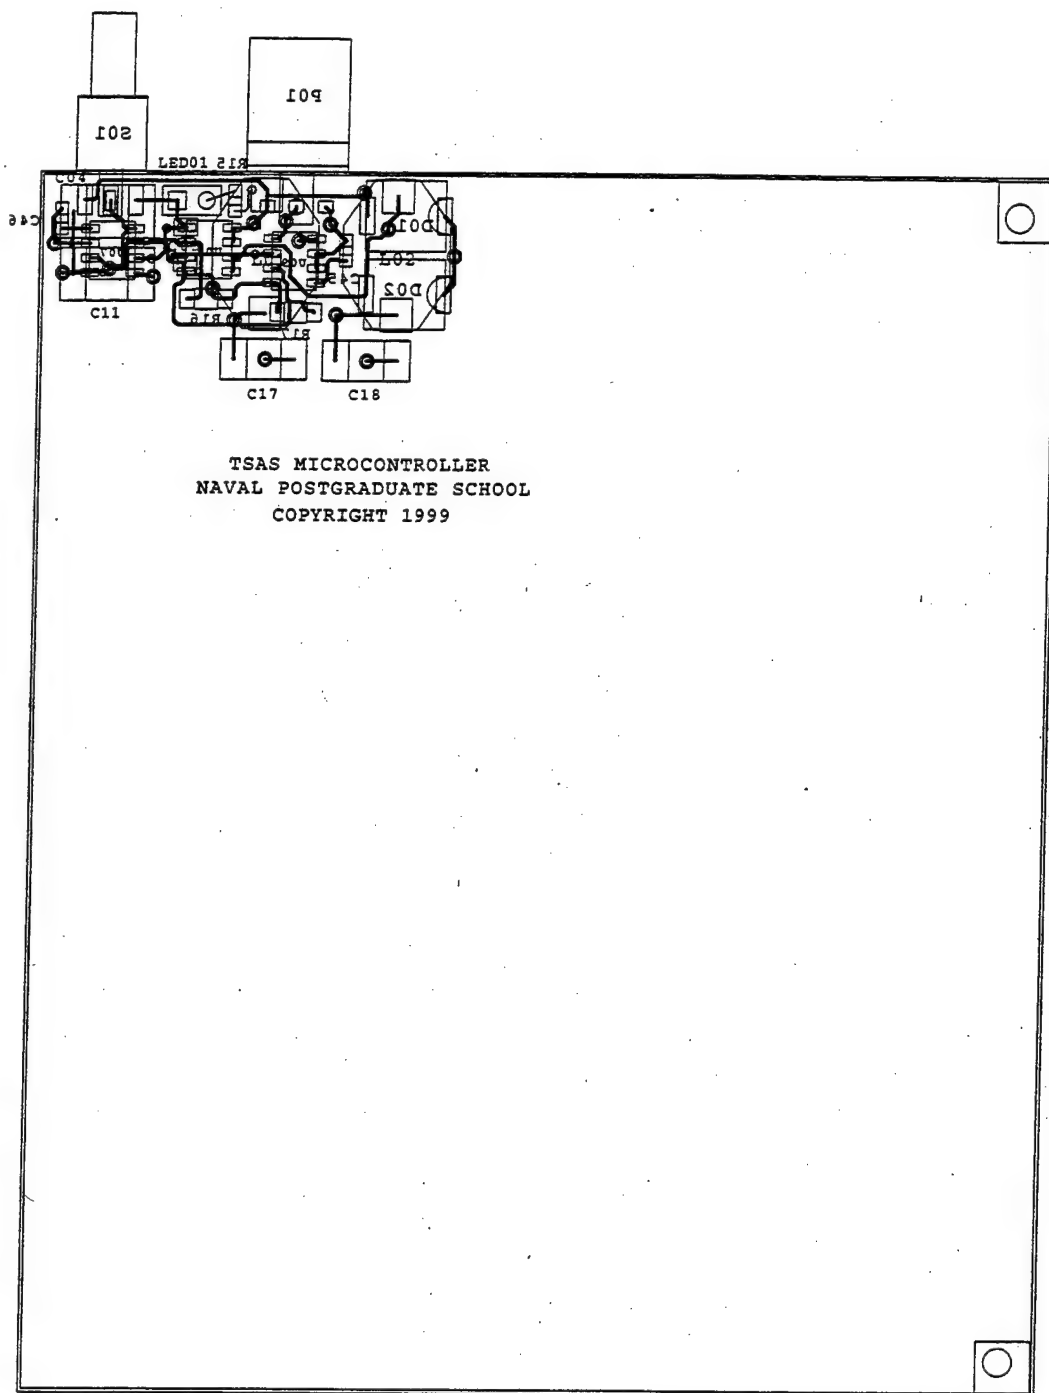 P01
S01
LED01 R15
C04
C46
D01
L02
D02
C11
R16
R17
C17
C18
TSAS MICROCONTROLLER
NAVAL POSTGRADUATE SCHOOL
COPYRIGHT 1999